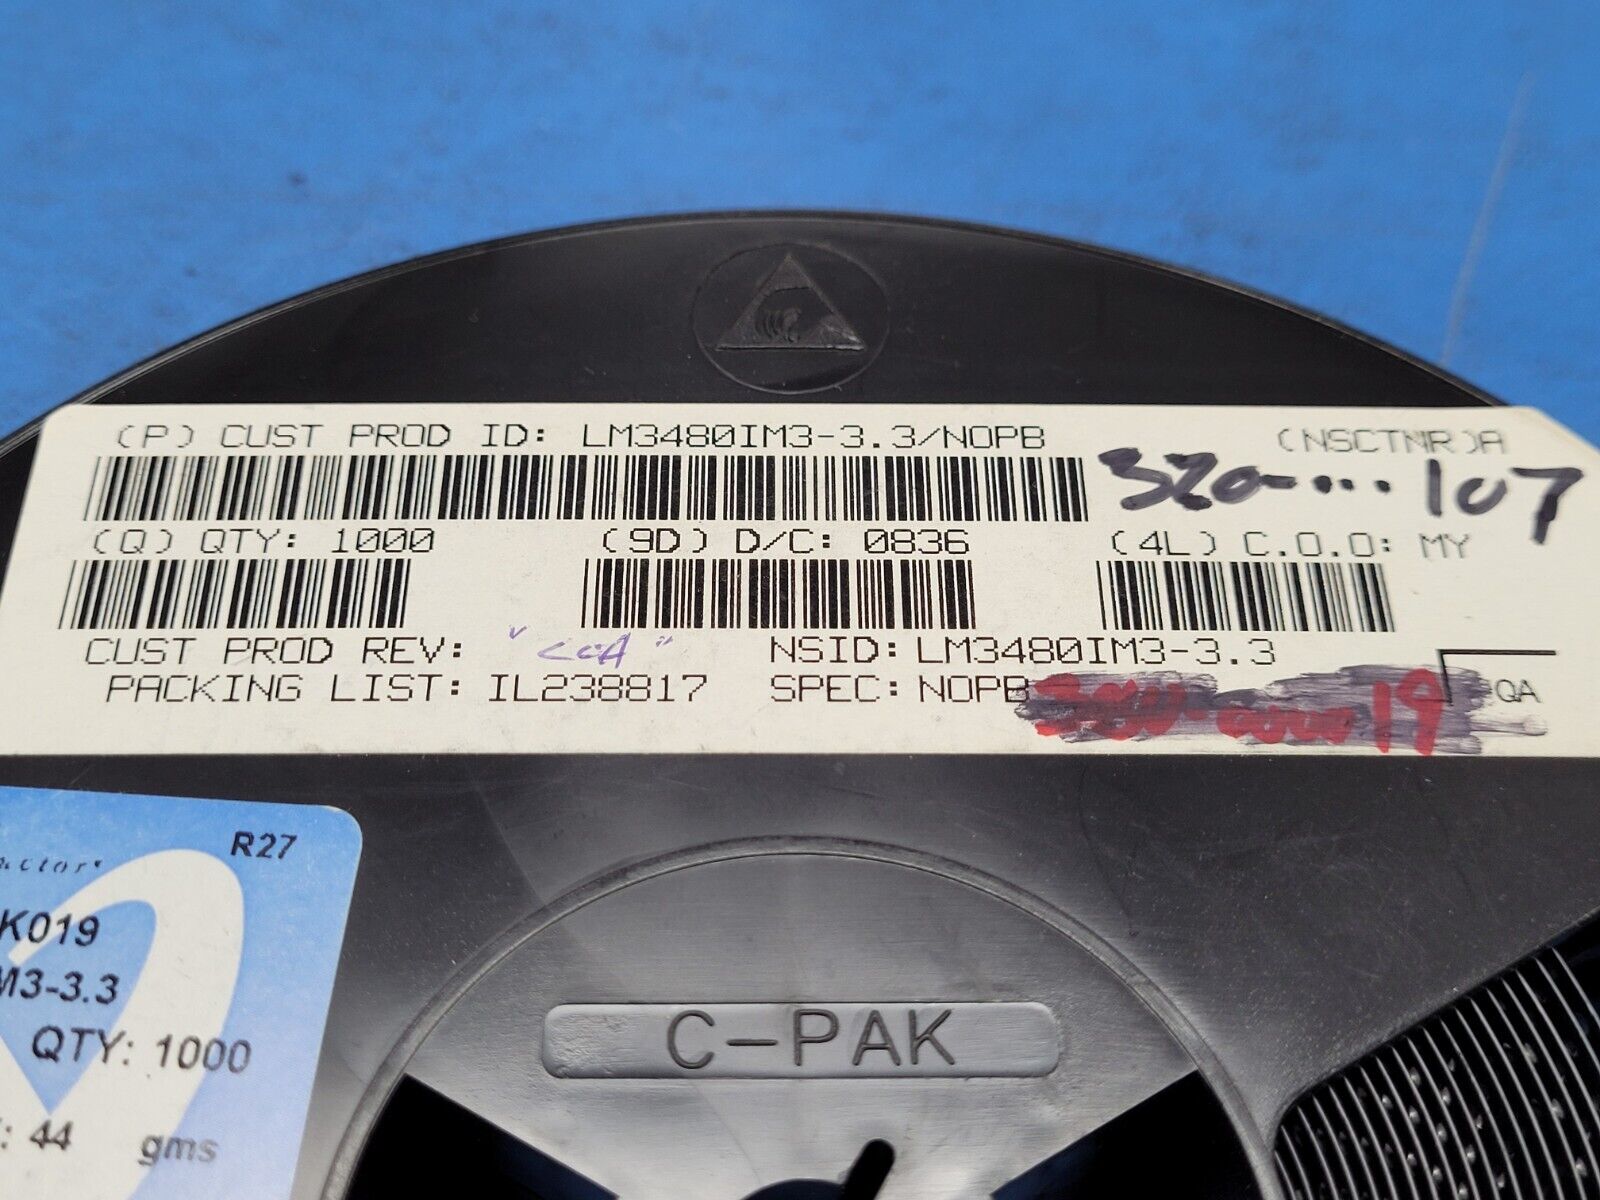 (P) CUST PROD ID: LM3480IM3-3.3/NOPB (NSCTNR)A
320-...107
(Q) QTY: 1000 (9D) D/C: 0836 (4L) C.O.O: MY
CUST PROD REV: NSID: LM3480IM3-3.3
PACKING LIST: IL238817 SPEC: NOPB 19 QA
R27
K019
M3-3.3
QTY: 1000
: 44 gms
C-PAK